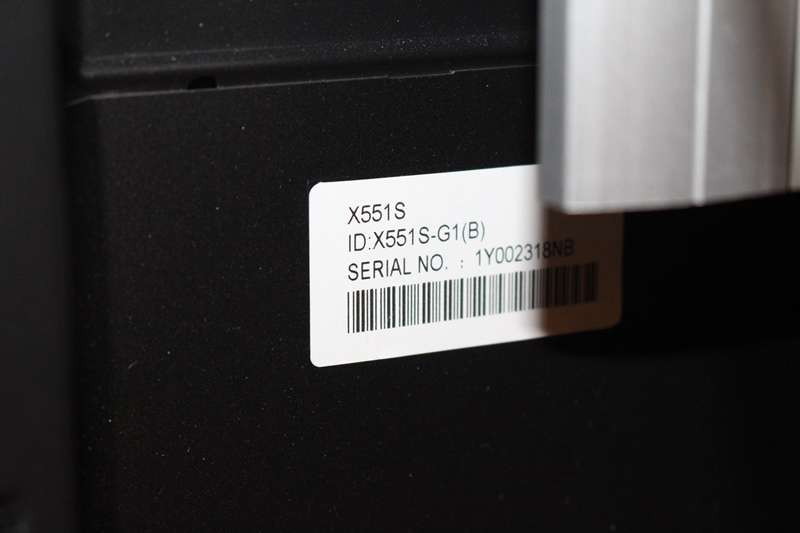 X551S
ID:X551S-G1(B)
SERIAL NO. : 1Y002318NB